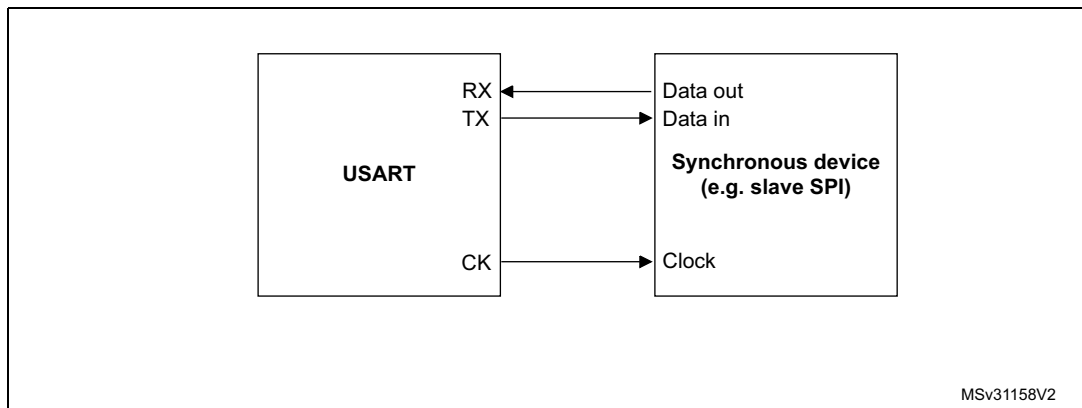 RX
TX
USART
CK
Data out
Data in
Synchronous device
(e.g. slave SPI)
Clock
MSv31158V2